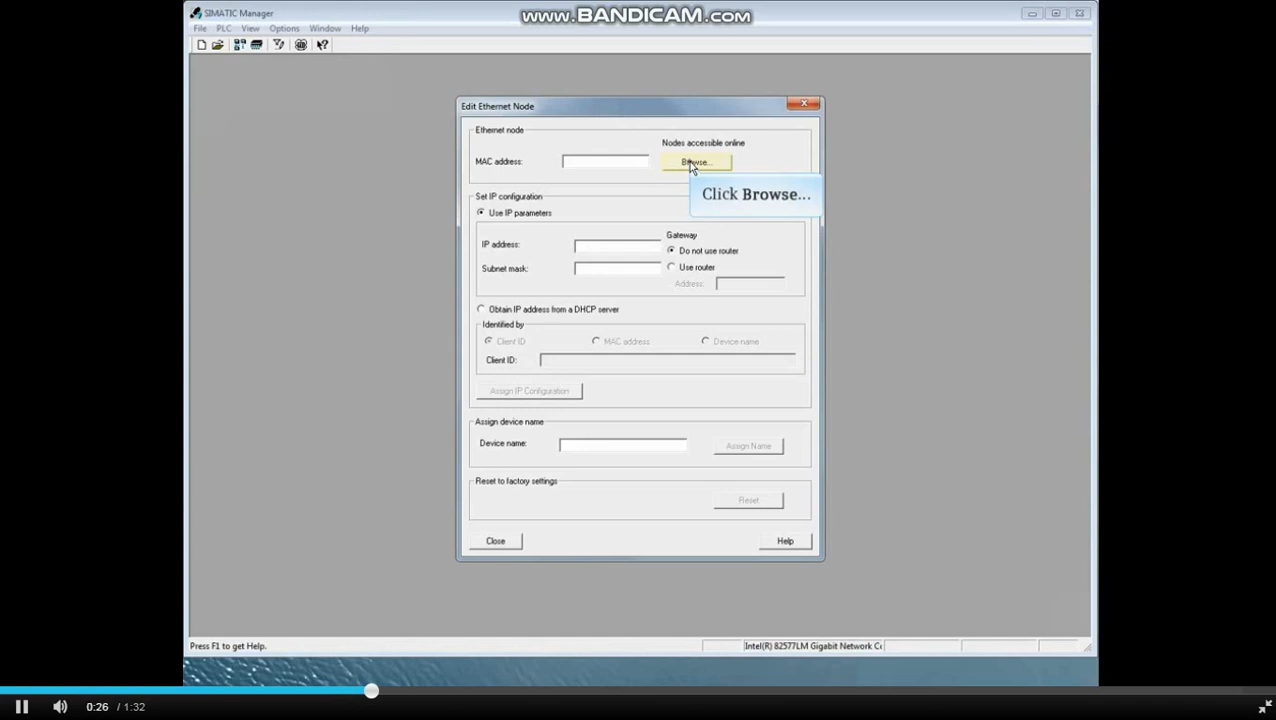 SIMATIC Manager
www.BANDICAM.com
File PLC View Options Window Help
Edit Ethernet Node
Ethernet node
Nodes accessible online
MAC address:
Browse...
Click Browse...
Set IP configuration
Use IP parameters
Gateway
IP address:
Do not use router
Subnet mask:
Use router
Address:
Obtain IP address from a DHCP server
Identified by
Client ID MAC address Device name
Client ID:
Assign IP Configuration
Assign device name
Device name:
Assign Name
Reset to factory settings
Reset
Close Help
Press F1 to get Help.
Intel(R) 82577LM Gigabit Network Cc
0:26 / 1:32